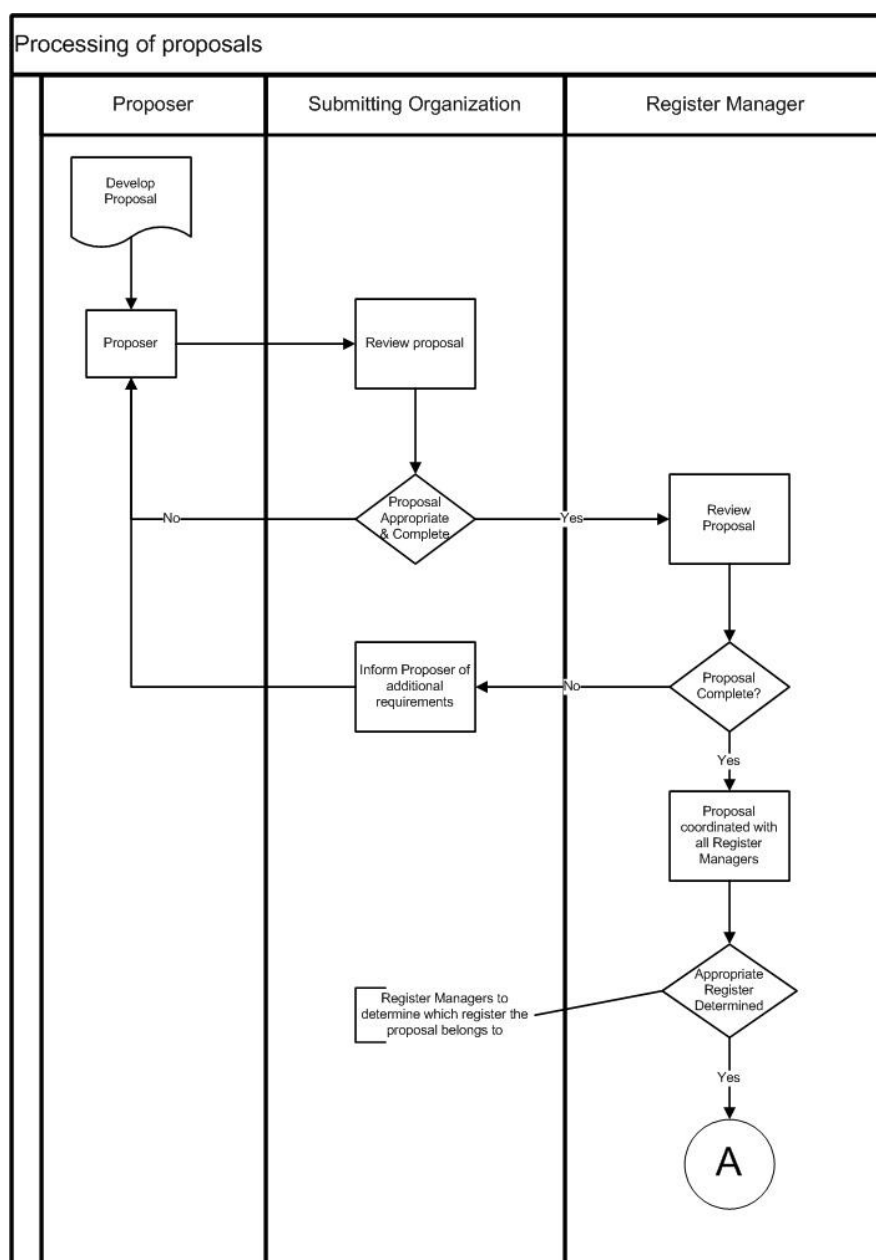 Processing of proposals
Proposer
Submitting Organization
Register Manager
Develop
Proposal
Proposer
Review proposal
Proposal
Appropriate
& Complete
No
Yes
Review
Proposal
Inform Proposer of
additional
requirements
No
Proposal
Complete?
Yes
Proposal
coordinated with
all Register
Managers
Register Managers to
determine which register the
proposal belongs to
Appropriate
Register
Determined
Yes
A